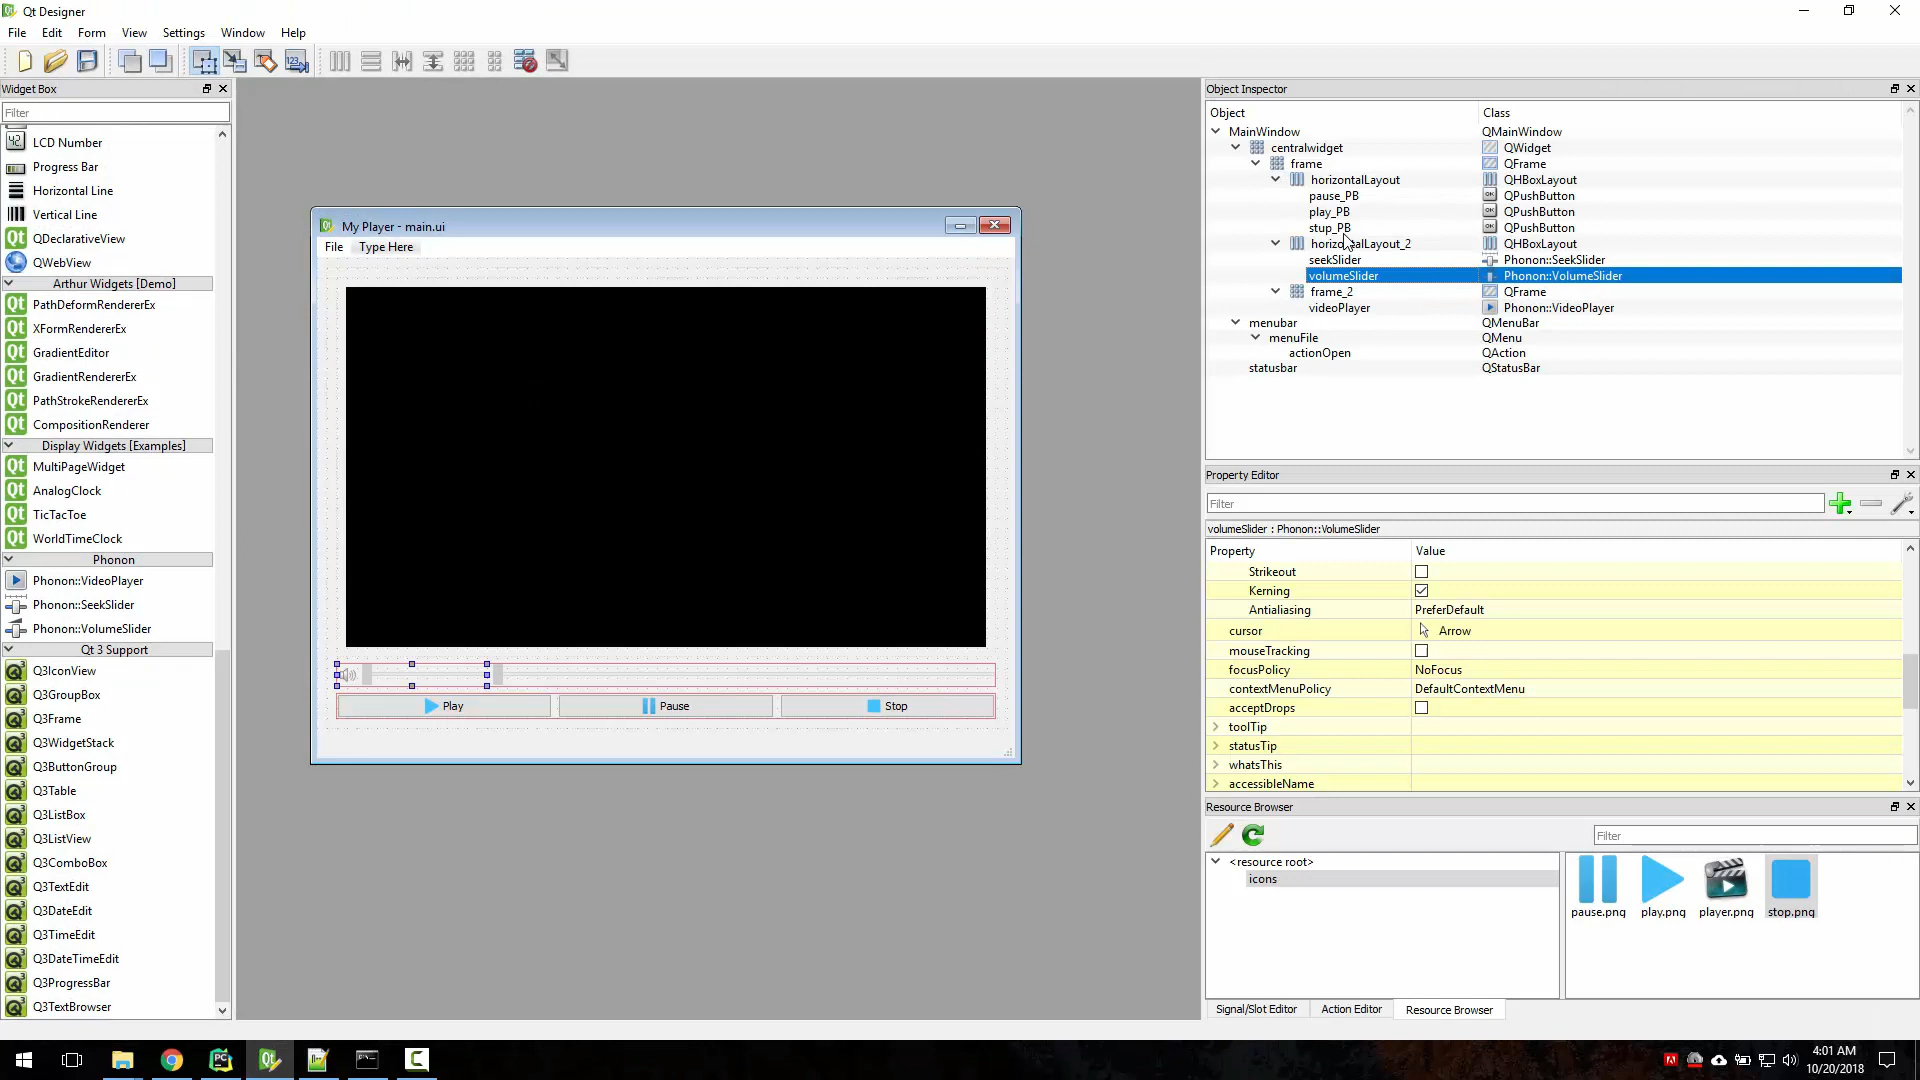 Qt Designer
File Edit Form View Settings Window Help
Widget Box
Filter
LCD Number
Progress Bar
Horizontal Line
Vertical Line
QDeclarativeView
QWebView
Arthur Widgets [Demo]
PathDeformRendererEx
XFormRendererEx
GradientEditor
GradientRendererEx
PathStrokeRendererEx
CompositionRenderer
Display Widgets [Examples]
MultiPageWidget
AnalogClock
TicTacToe
WorldTimeClock
Phonon
Phonon::VideoPlayer
Phonon::SeekSlider
Phonon::VolumeSlider
Qt 3 Support
Q3IconView
Q3GroupBox
Q3Frame
Q3WidgetStack
Q3ButtonGroup
Q3Table
Q3ListBox
Q3ListView
Q3ComboBox
Q3TextEdit
Q3DateEdit
Q3TimeEdit
Q3DateTimeEdit
Q3ProgressBar
Q3TextBrowser
My Player - main.ui
File Type Here
Play Pause Stop
Object Inspector
Object Class
MainWindow QMainWindow
centralwidget QWidget
frame QFrame
horizontalLayout QHBoxLayout
pause_PB QPushButton
play_PB QPushButton
stup_PB QPushButton
horizontalLayout_2 QHBoxLayout
seekSlider Phonon::SeekSlider
volumeSlider Phonon::VolumeSlider
frame_2 QFrame
videoPlayer Phonon::VideoPlayer
menubar QMenuBar
menuFile QMenu
actionOpen QAction
statusbar QStatusBar
Property Editor
Filter
volumeSlider : Phonon::VolumeSlider
Property Value
Strikeout
Kerning
Antialiasing PreferDefault
cursor Arrow
mouseTracking
focusPolicy NoFocus
contextMenuPolicy DefaultContextMenu
acceptDrops
toolTip
statusTip
whatsThis
accessibleName
Resource Browser
Filter
<resource root>
icons
pause.png play.png player.png stop.png
Signal/Slot Editor Action Editor Resource Browser
4:01 AM
10/20/2018